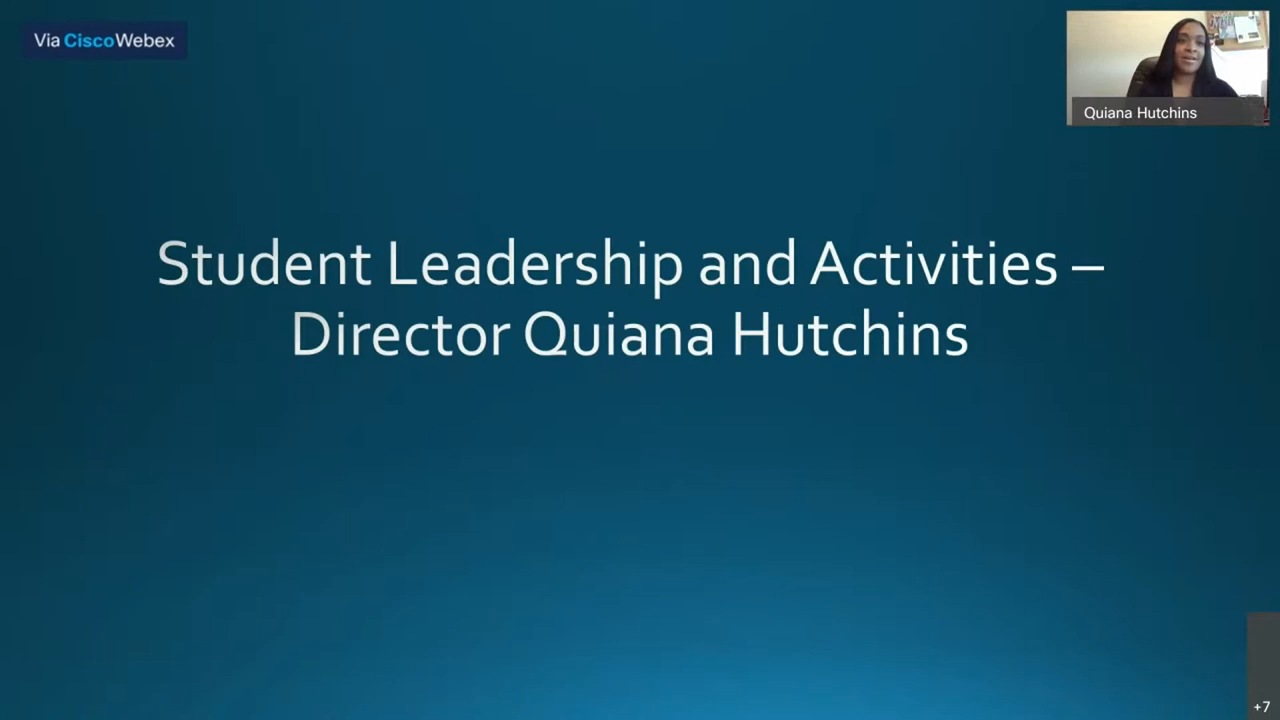 Via CiscoWebex
Quiana Hutchins
Student Leadership and Activities –
Director Quiana Hutchins
+7